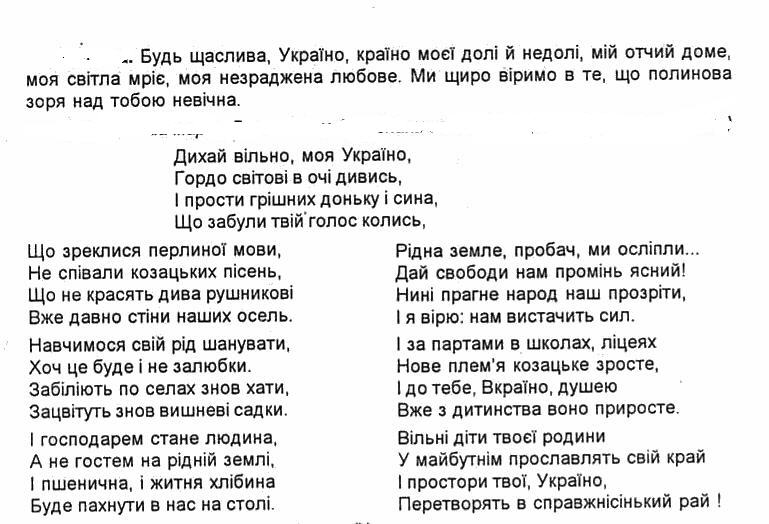 .. Будь щаслива, Україно, країно моєї долі й недолі, мій отчий доме,
моя світла мріє, моя незраджена любове. Ми щиро віримо в те, що полинова
зоря над тобою невічна.
Дихай вільно, моя Україно,
Гордо світові в очі дивись,
І прости грішних доньку і сина,
Що забули твій голос колись,
Що зреклися перлиної мови,
Не співали козацьких пісень,
Що не красять дива рушникові
Вже давно стіни наших осель.
Навчимося свій рід шанувати,
Хоч це буде і не залюбки.
Забіліють по селах знов хати,
Зацвітуть знов вишневі садки.
І господарем стане людина,
А не гостем на рідній землі,
І пшенична, і житня хлібина
Буде пахнути в нас на столі.
Рідна земле, пробач, ми осліпли...
Дай свободи нам промінь ясний!
Нині прагне народ наш прозріти,
І я вірю: нам вистачить сил.
І за партами в школах, ліцеях
Нове плем'я козацьке зросте,
І до тебе, Вкраїно, душею
Вже з дитинства воно приросте.
Вільні діти твоєї родини
У майбутнім прославлять свій край
І простори твої, Україно,
Перетворять в справжнісінький рай !